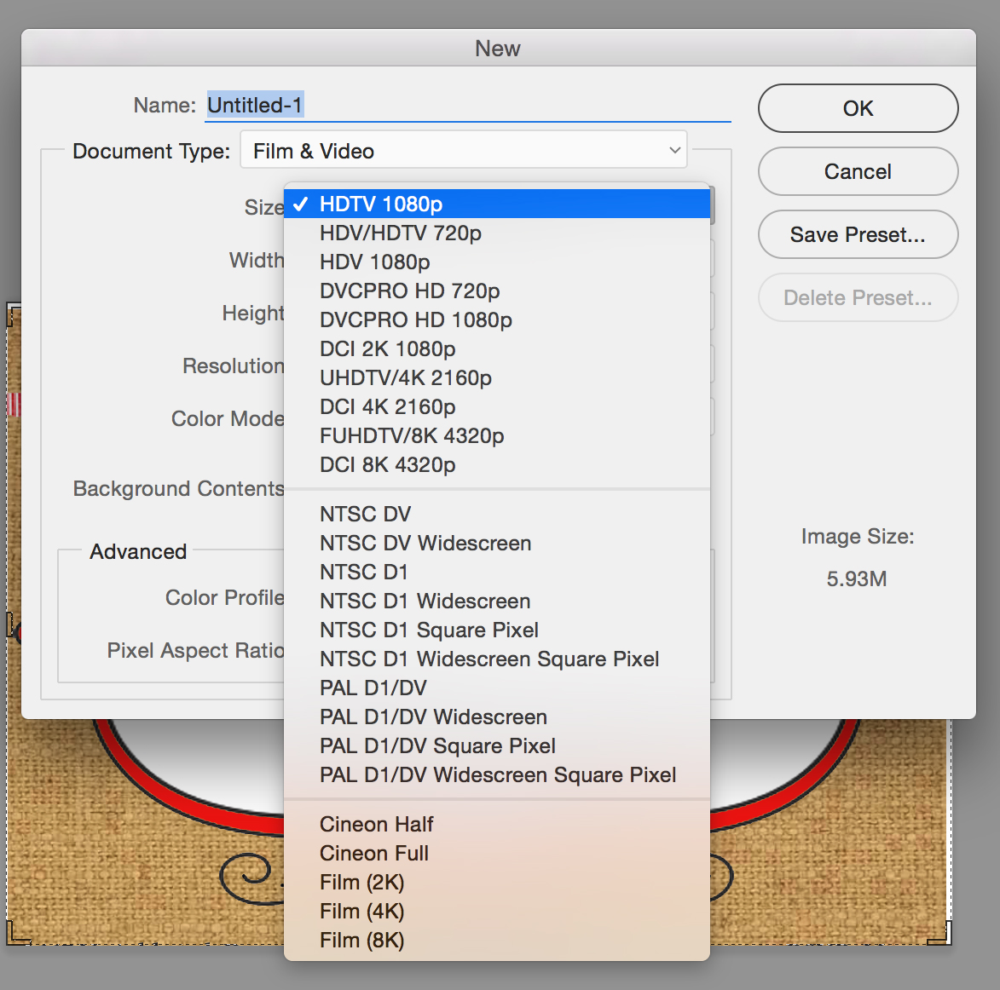 New
Name: Untitled-1
OK
Document Type: Film & Video
Cancel
Size
✓ HDTV 1080p
HDV/HDTV 720p
Save Preset...
Width
HDV 1080p
DVCPRO HD 720p
Delete Preset...
Height
DVCPRO HD 1080p
DCI 2K 1080p
Resolution
UHDTV/4K 2160p
DCI 4K 2160p
Color Mode
FUHDTV/8K 4320p
DCI 8K 4320p
Background Contents
NTSC DV
NTSC DV Widescreen
Image Size:
Advanced
NTSC D1
5.93M
Color Profile
NTSC D1 Widescreen
NTSC D1 Square Pixel
Pixel Aspect Ratio
NTSC D1 Widescreen Square Pixel
PAL D1/DV
PAL D1/DV Widescreen
PAL D1/DV Square Pixel
PAL D1/DV Widescreen Square Pixel
Cineon Half
Cineon Full
Film (2K)
Film (4K)
Film (8K)